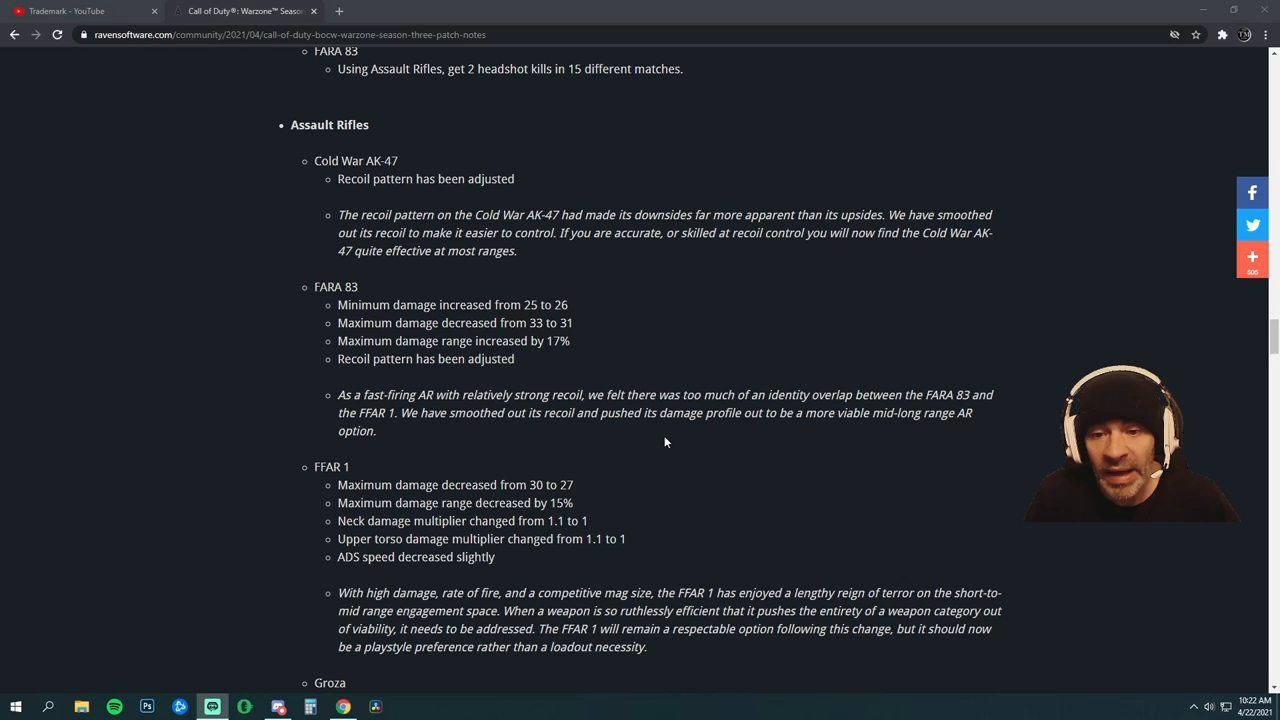 Trademark - YouTube
Call of Duty®: Warzone™ Season
ravensoftware.com/community/2021/04/call-of-duty-bocw-warzone-season-three-patch-notes
FARA 83
Using Assault Rifles, get 2 headshot kills in 15 different matches.
Assault Rifles
Cold War AK-47
Recoil pattern has been adjusted
The recoil pattern on the Cold War AK-47 had made its downsides far more apparent than its upsides. We have smoothed
out its recoil to make it easier to control. If you are accurate, or skilled at recoil control you will now find the Cold War AK-
47 quite effective at most ranges.
FARA 83
Minimum damage increased from 25 to 26
Maximum damage decreased from 33 to 31
Maximum damage range increased by 17%
Recoil pattern has been adjusted
As a fast-firing AR with relatively strong recoil, we felt there was too much of an identity overlap between the FARA 83 and
the FFAR 1. We have smoothed out its recoil and pushed its damage profile out to be a more viable mid-long range AR
option.
FFAR 1
Maximum damage decreased from 30 to 27
Maximum damage range decreased by 15%
Neck damage multiplier changed from 1.1 to 1
Upper torso damage multiplier changed from 1.1 to 1
ADS speed decreased slightly
With high damage, rate of fire, and a competitive mag size, the FFAR 1 has enjoyed a lengthy reign of terror on the short-to-
mid range engagement space. When a weapon is so ruthlessly efficient that it pushes the entirety of a weapon category out
of viability, it needs to be addressed. The FFAR 1 will remain a respectable option following this change, but it should now
be a playstyle preference rather than a loadout necessity.
Groza
505
Ps
10:22 AM
4/22/2021